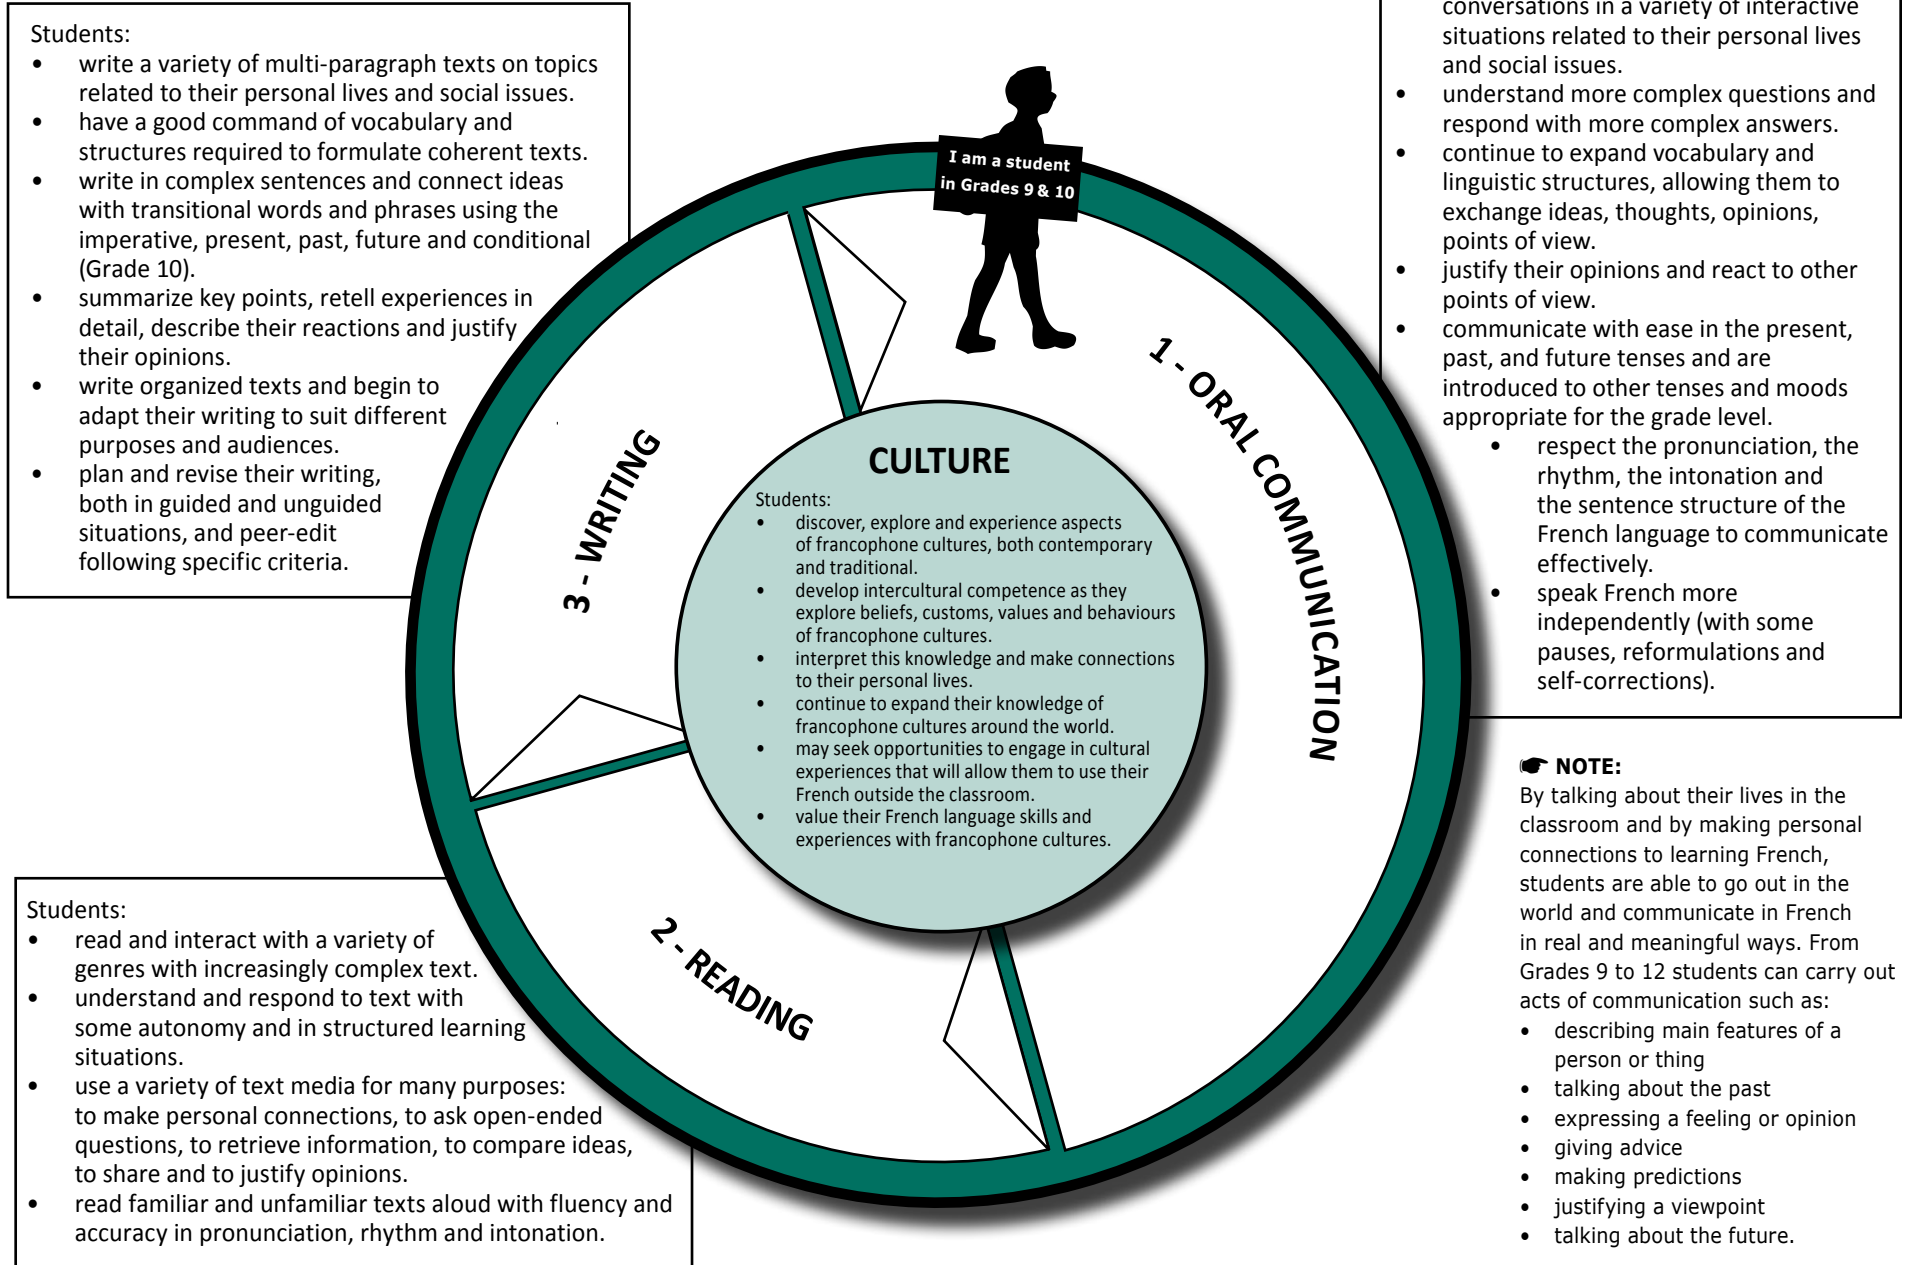 Students:
• write a variety of multi-paragraph texts on topics
related to their personal lives and social issues.
• have a good command of vocabulary and
structures required to formulate coherent texts.
• write in complex sentences and connect ideas
with transitional words and phrases using the
imperative, present, past, future and conditional
(Grade 10).
• summarize key points, retell experiences in
detail, describe their reactions and justify
their opinions.
• write organized texts and begin to
adapt their writing to suit different
purposes and audiences.
• plan and revise their writing,
both in guided and unguided
situations, and peer-edit
following specific criteria.
I am a student
in Grades 9 & 10
conversations in a variety of interactive
situations related to their personal lives
and social issues.
• understand more complex questions and
respond with more complex answers.
• continue to expand vocabulary and
linguistic structures, allowing them to
exchange ideas, thoughts, opinions,
points of view.
• justify their opinions and react to other
points of view.
• communicate with ease in the present,
past, and future tenses and are
introduced to other tenses and moods
appropriate for the grade level.
• respect the pronunciation, the
rhythm, the intonation and
the sentence structure of the
French language to communicate
effectively.
• speak French more
independently (with some
pauses, reformulations and
self-corrections).
1 - ORAL COMMUNICATION
3 - WRITING
CULTURE
Students:
• discover, explore and experience aspects
of francophone cultures, both contemporary
and traditional.
• develop intercultural competence as they
explore beliefs, customs, values and behaviours
of francophone cultures.
• interpret this knowledge and make connections
to their personal lives.
• continue to expand their knowledge of
francophone cultures around the world.
• may seek opportunities to engage in cultural
experiences that will allow them to use their
French outside the classroom.
• value their French language skills and
experiences with francophone cultures.
2 - READING
Students:
• read and interact with a variety of
genres with increasingly complex text.
• understand and respond to text with
some autonomy and in structured learning
situations.
• use a variety of text media for many purposes:
to make personal connections, to ask open-ended
questions, to retrieve information, to compare ideas,
to share and to justify opinions.
• read familiar and unfamiliar texts aloud with fluency and
accuracy in pronunciation, rhythm and intonation.
☛ NOTE:
By talking about their lives in the
classroom and by making personal
connections to learning French,
students are able to go out in the
world and communicate in French
in real and meaningful ways. From
Grades 9 to 12 students can carry out
acts of communication such as:
• describing main features of a
person or thing
• talking about the past
• expressing a feeling or opinion
• giving advice
• making predictions
• justifying a viewpoint
• talking about the future.